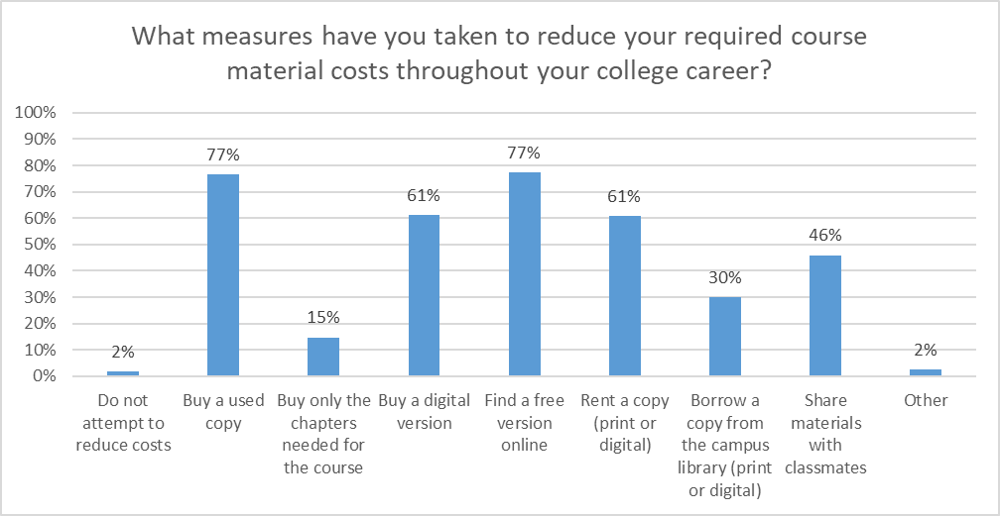 What measures have you taken to reduce your required course
material costs throughout your college career?
100%
90%
80%
70%
60%
50%
40%
30%
20%
10%
0%
2%
77%
15%
61%
77%
61%
30%
46%
2%
Do not
attempt to
reduce costs
Buy a used
copy
Buy only the
chapters
needed for
the course
Buy a digital
version
Find a free
version
online
Rent a copy
(print or
digital)
Borrow a
copy from
the campus
library (print
or digital)
Share
materials
with
classmates
Other